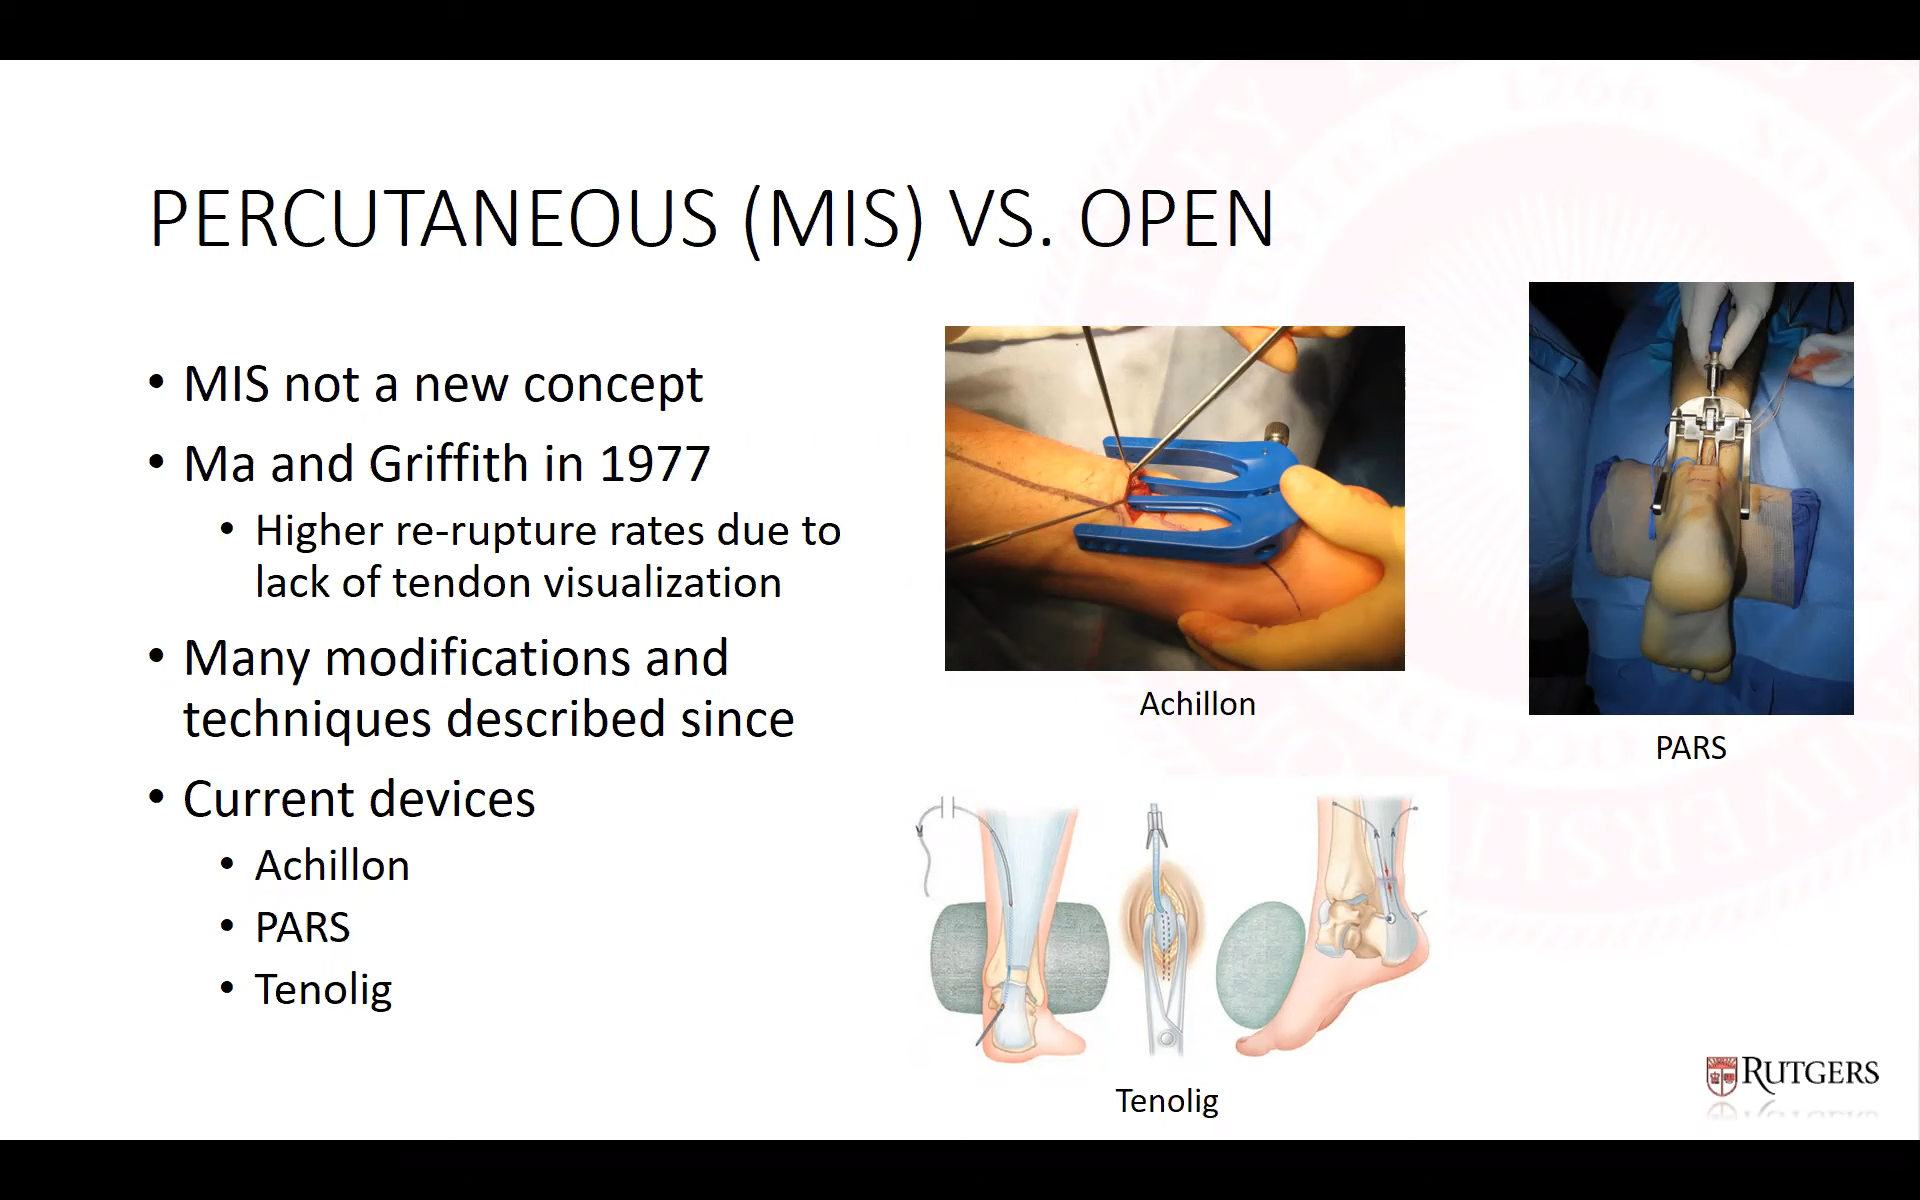 PERCUTANEOUS (MIS) VS. OPEN
• MIS not a new concept
• Ma and Griffith in 1977
• Higher re-rupture rates due to
lack of tendon visualization
• Many modifications and
techniques described since
• Current devices
• Achillon
• PARS
• Tenolig
Achillon
PARS
Tenolig
RUTGERS
1766